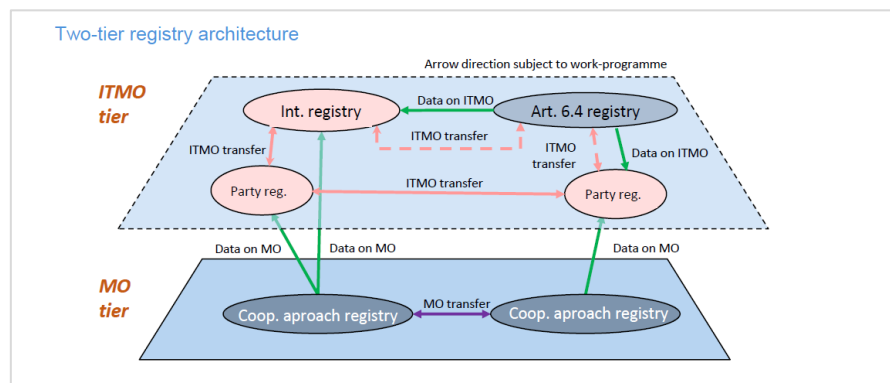 Two-tier registry architecture
Arrow direction subject to work-programme
ITMO
tier
Int. registry
Data on ITMO
Art. 6.4 registry
ITMO transfer
ITMO transfer
ITMO
transfer
Data on ITMO
Party reg.
ITMO transfer
Party reg.
Data on MO
Data on MO
Data on MO
MO
tier
Coop. aproach registry
MO transfer
Coop. aproach registry